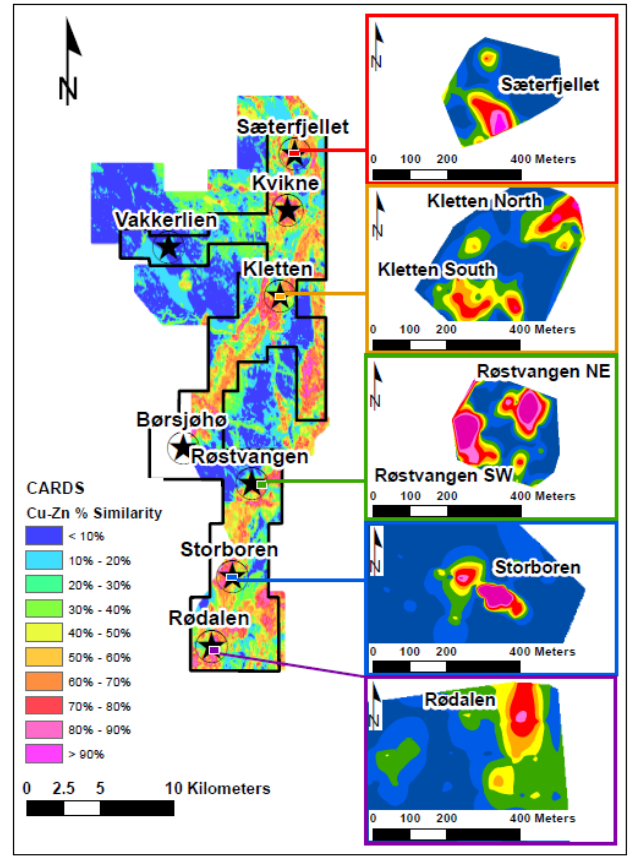 N
Sæterfjellet
Kvikne
Vakkerlien
Kletten
Børsjøhø
Røstvangen
Storboren
Rødalen
CARDS
Cu-Zn % Similarity
< 10%
10% - 20%
20% - 30%
30% - 40%
40% - 50%
50% - 60%
60% - 70%
70% - 80%
80% - 90%
> 90%
0 2.5 5 10 Kilometers
N
Sæterfjellet
0 100 200 400 Meters
N
Kletten North
Kletten South
0 100 200 400 Meters
N
Røstvangen NE
Røstvangen SW
0 100 200 400 Meters
N
Storboren
0 100 200 400 Meters
N
Rødalen
0 100 200 400 Meters